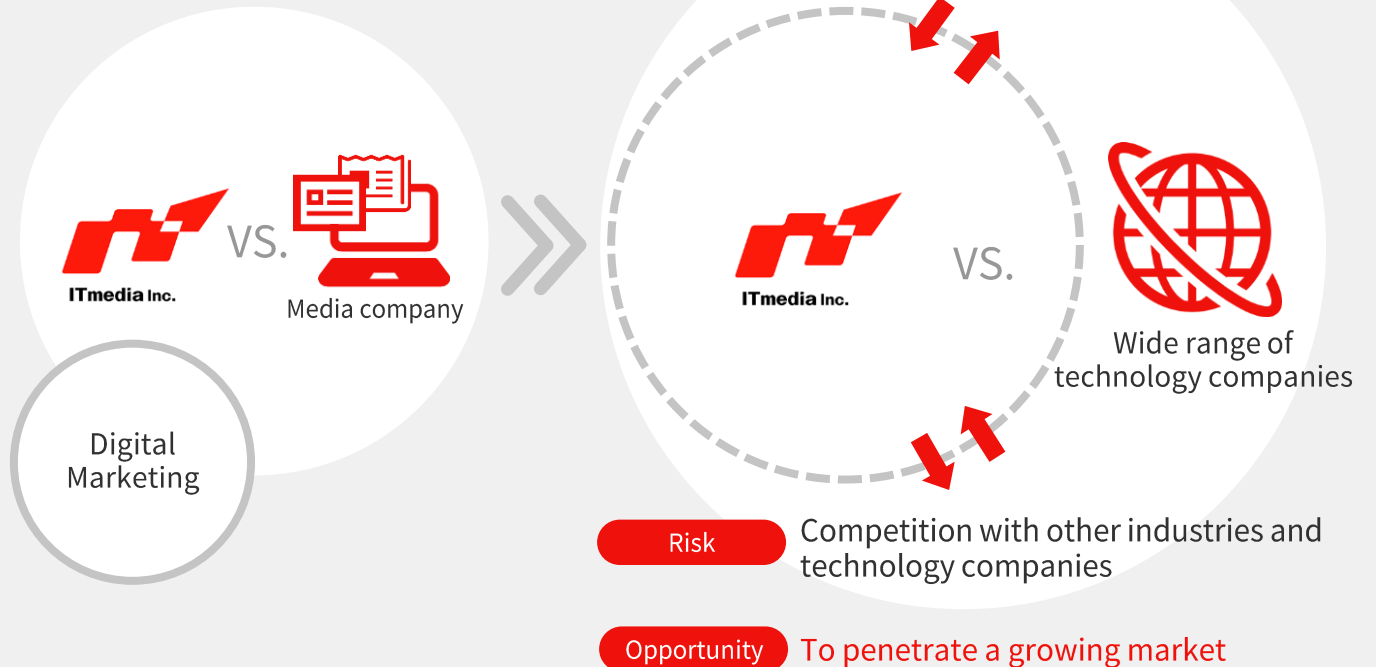 VS.
ITmedia Inc.
Media company
Digital
Marketing
VS.
ITmedia Inc.
Wide range of
technology companies
Risk
Competition with other industries and
technology companies
Opportunity
To penetrate a growing market